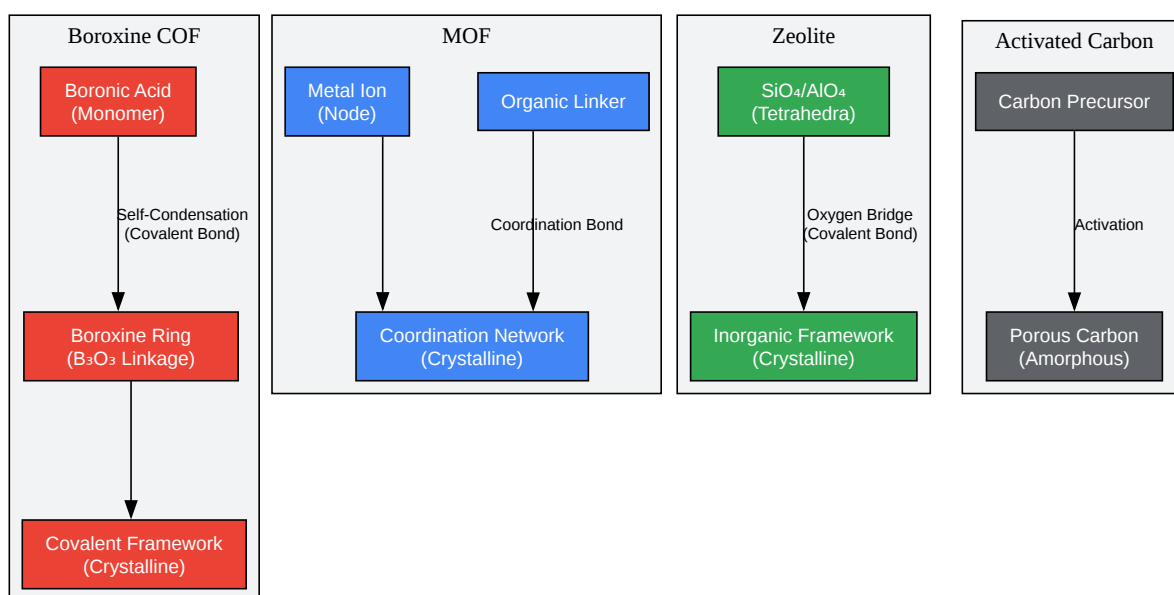 Boroxine COF
Boronic Acid
(Monomer)
Self-Condensation
(Covalent Bond)
Boroxine Ring
(B₃O₃ Linkage)
Covalent Framework
(Crystalline)
MOF
Metal Ion
(Node)
Organic Linker
Coordination Bond
Coordination Network
(Crystalline)
Zeolite
SiO₄/AlO₄
(Tetrahedra)
Oxygen Bridge
(Covalent Bond)
Inorganic Framework
(Crystalline)
Activated Carbon
Carbon Precursor
Activation
Porous Carbon
(Amorphous)